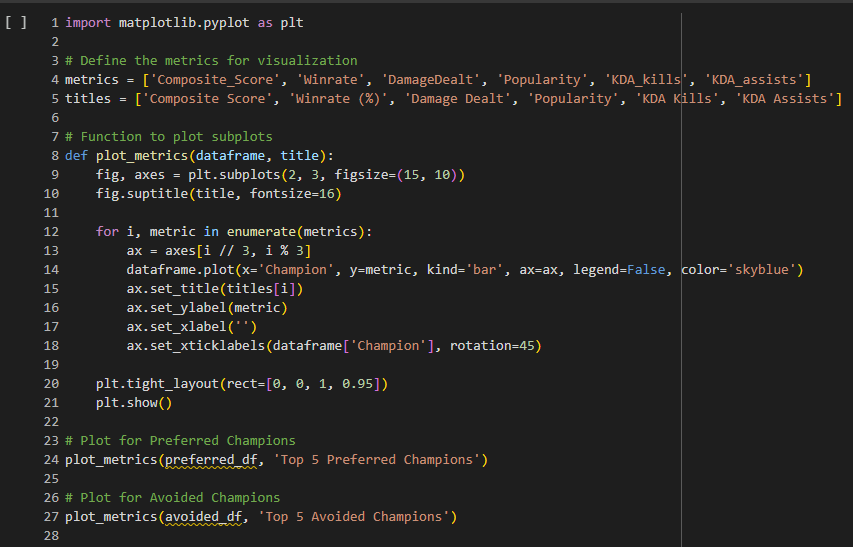 [ ] 1 import matplotlib.pyplot as plt
2
3 # Define the metrics for visualization
4 metrics = ['Composite_Score', 'Winrate', 'DamageDealt', 'Popularity', 'KDA_kills', 'KDA_assists']
5 titles = ['Composite Score', 'Winrate (%)', 'Damage Dealt', 'Popularity', 'KDA Kills', 'KDA Assists']
6
7 # Function to plot subplots
8 def plot_metrics(dataframe, title):
9     fig, axes = plt.subplots(2, 3, figsize=(15, 10))
10     fig.suptitle(title, fontsize=16)
11
12     for i, metric in enumerate(metrics):
13         ax = axes[i // 3, i % 3]
14         dataframe.plot(x='Champion', y=metric, kind='bar', ax=ax, legend=False, color='skyblue')
15         ax.set_title(titles[i])
16         ax.set_ylabel(metric)
17         ax.set_xlabel('')
18         ax.set_xticklabels(dataframe['Champion'], rotation=45)
19
20     plt.tight_layout(rect=[0, 0, 1, 0.95])
21     plt.show()
22
23 # Plot for Preferred Champions
24 plot_metrics(preferred_df, 'Top 5 Preferred Champions')
25
26 # Plot for Avoided Champions
27 plot_metrics(avoided_df, 'Top 5 Avoided Champions')
28